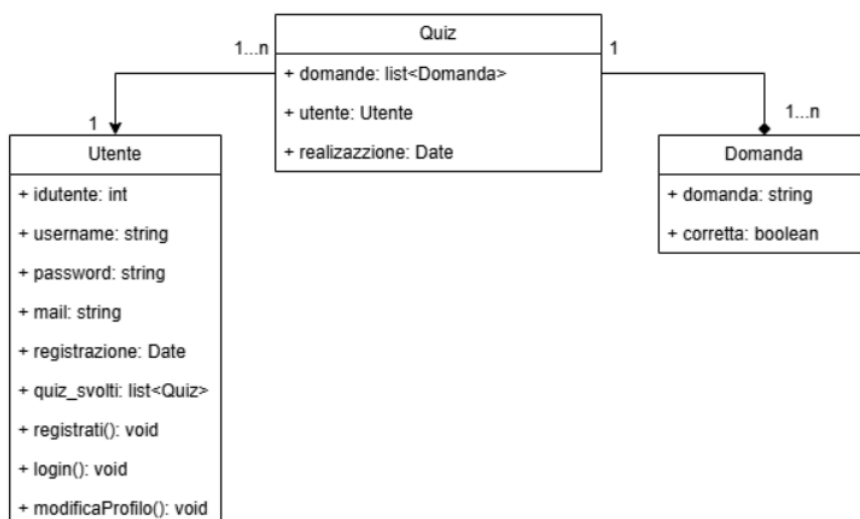 Quiz
1...n
1
+ domande: list<Domanda>
+ utente: Utente
+ realizazzione: Date
1
1...n
Utente
+ idutente: int
+ username: string
+ password: string
+ mail: string
+ registrazione: Date
+ quiz_svolti: list<Quiz>
+ registrati(): void
+ login(): void
+ modificaProfilo(): void
Domanda
+ domanda: string
+ corretta: boolean